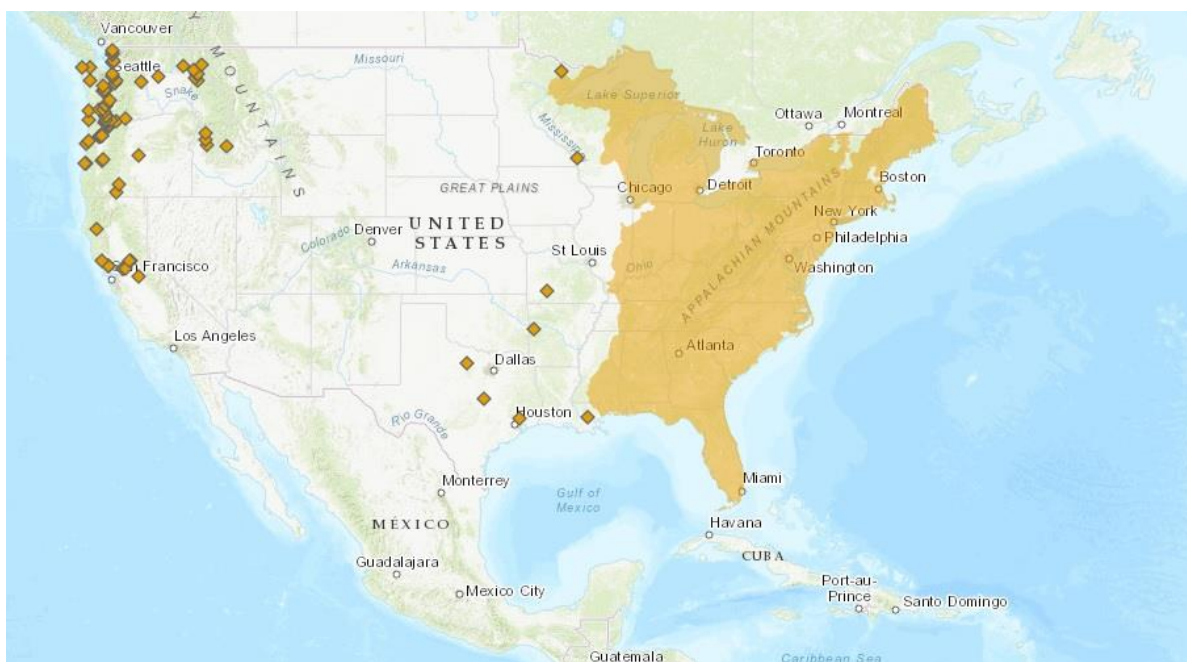 Vancouver
Seattle
Snake
MOUNTAINS
Missouri
Mississippi
Lake Superior
Lake
Huron
Ottawa
Montreal
Toronto
Boston
GREAT PLAINS
Chicago
Detroit
New York
Philadelphia
Washington
APPALACHIAN MOUNTAINS
UNITED
STATES
Denver
Colorado
Arkansas
St Louis
Ohio
San Francisco
Los Angeles
Atlanta
Dallas
Houston
Rio Grande
Monterrey
Gulf of
Mexico
Miami
Havana
MÉXICO
CUBA
Guadalajara
Mexico City
Port-au-
Prince
Santo Domingo
Guatemala
Caribbean Sea